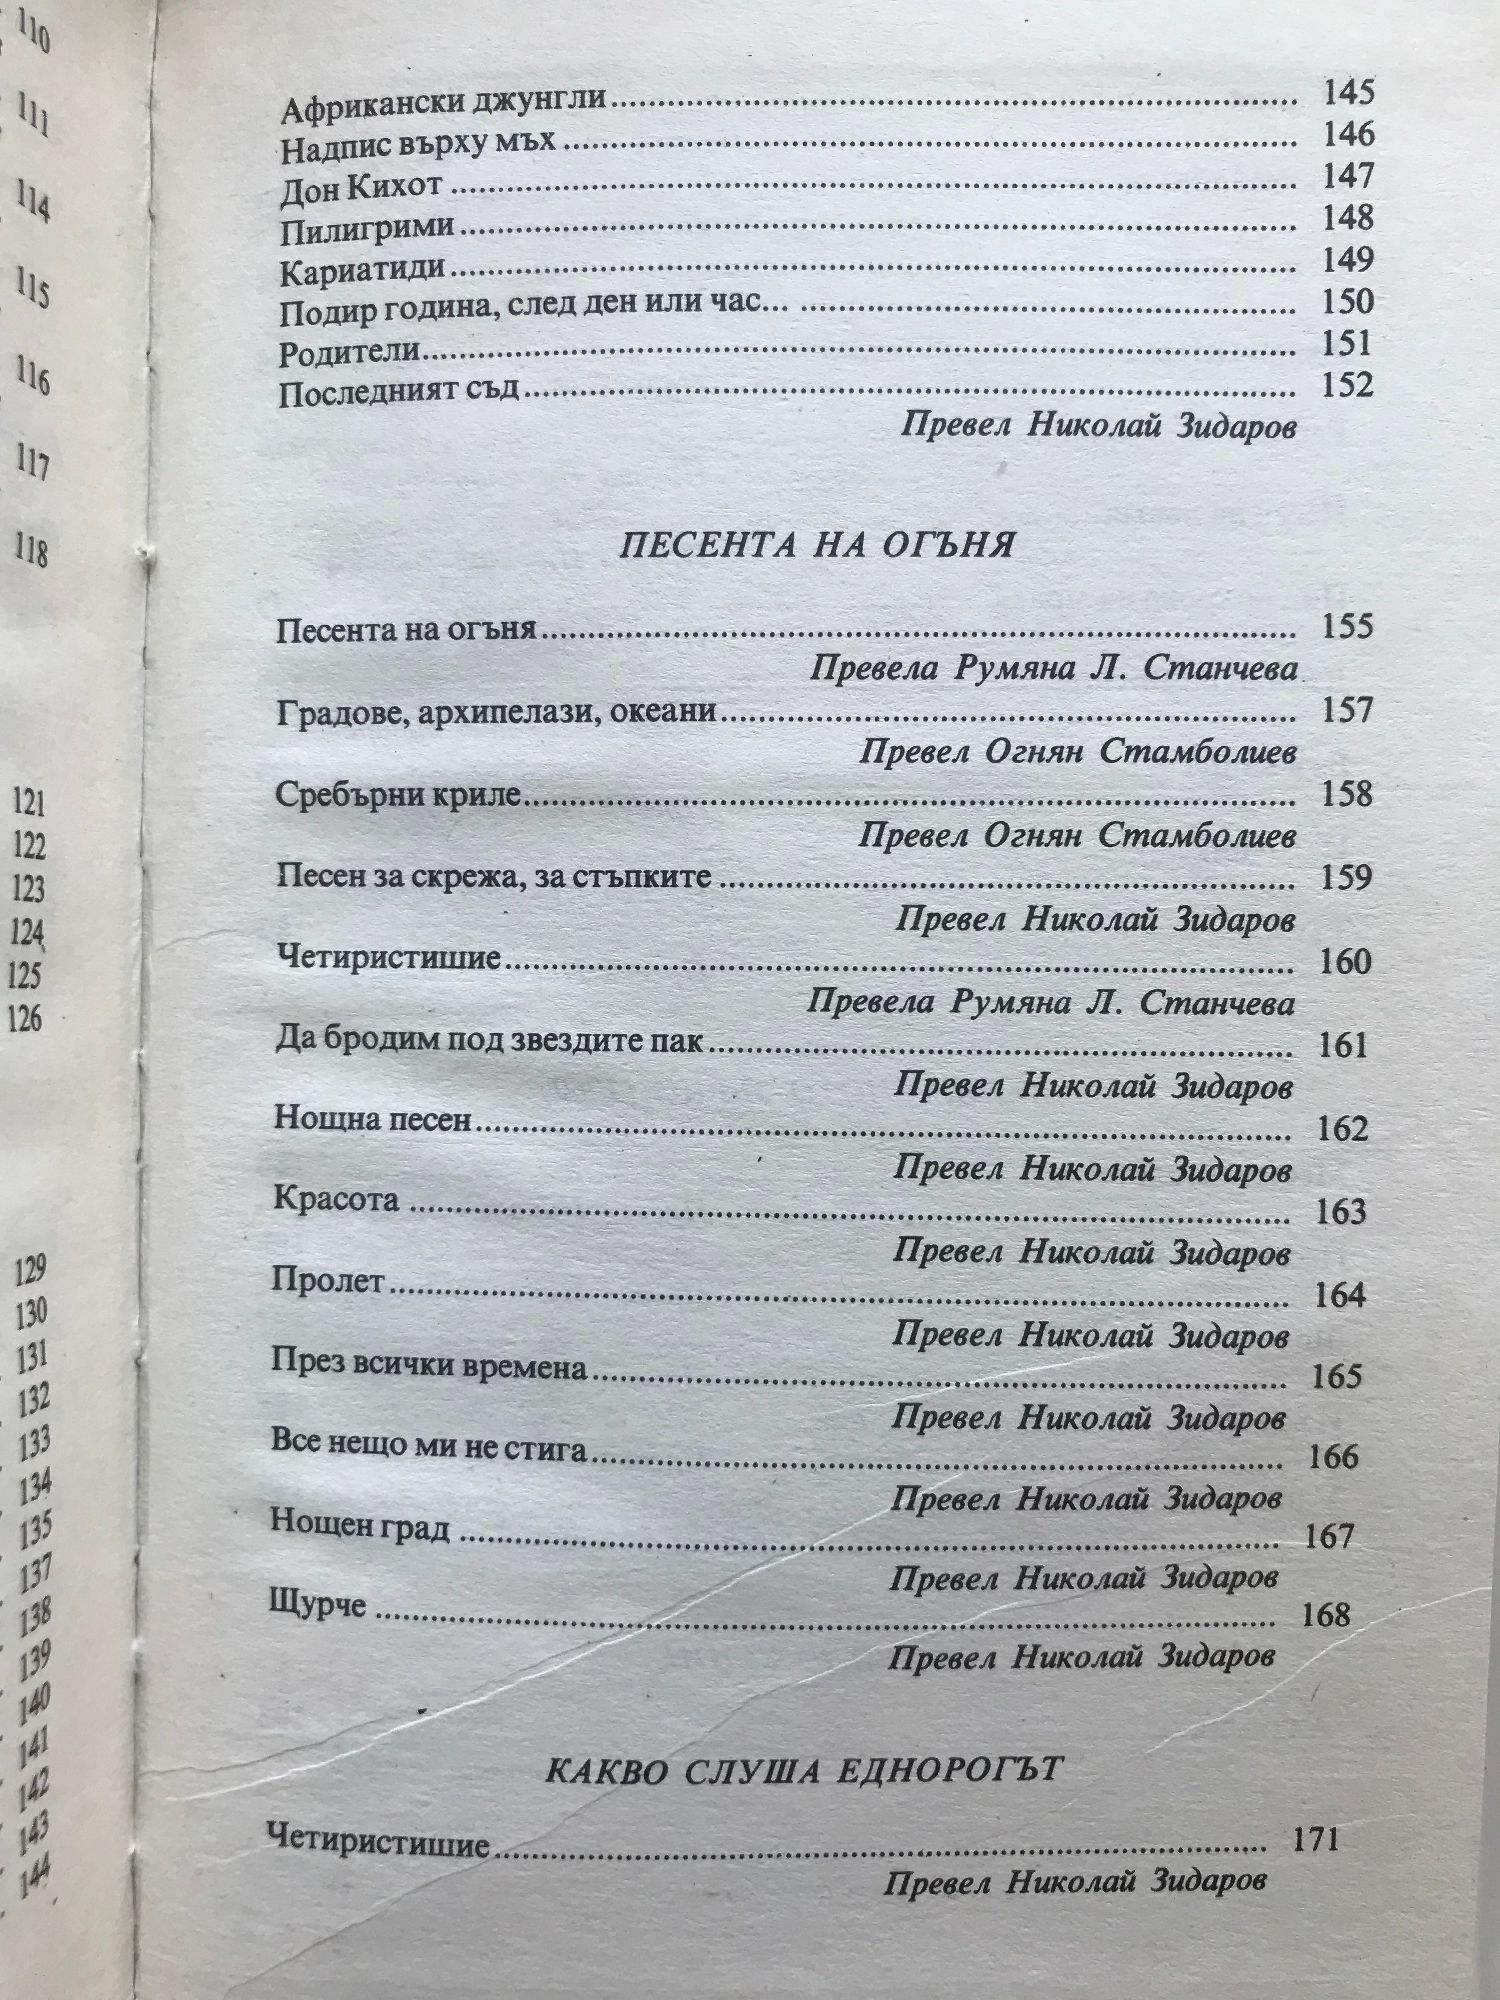 110
111
114
115
116
117
118
121
122
123
124
125
126
129
130
131
132
133
134
135
137
138
139
140
141
142
143
144
Африкански джунгли........ 145
Надпис върху мъх........ 146
Дон Кихот........ 147
Пилигрими........ 148
Кариатиди........ 149
Подир година, след ден или час... ........ 150
Родители........ 151
Последният съд........ 152
Превел Николай Зидаров
ПЕСЕНТА НА ОГЪНЯ
Песента на огъня........ 155
Превела Румяна Л. Станчева
Градове, архипелази, океани........ 157
Превел Огнян Стамболиев
Сребърни криле........ 158
Превел Огнян Стамболиев
Песен за скрежа, за стъпките........ 159
Превел Николай Зидаров
Четиристишие........ 160
Превела Румяна Л. Станчева
Да бродим под звездите пак........ 161
Превел Николай Зидаров
Нощна песен........ 162
Превел Николай Зидаров
Красота........ 163
Превел Николай Зидаров
Пролет........ 164
Превел Николай Зидаров
През всички времена........ 165
Превел Николай Зидаров
Все нещо ми не стига........ 166
Превел Николай Зидаров
Нощен град........ 167
Превел Николай Зидаров
Щурче........ 168
Превел Николай Зидаров
КАКВО СЛУША ЕДНОРОГЪТ
Четиристишие........ 171
Превел Николай Зидаров